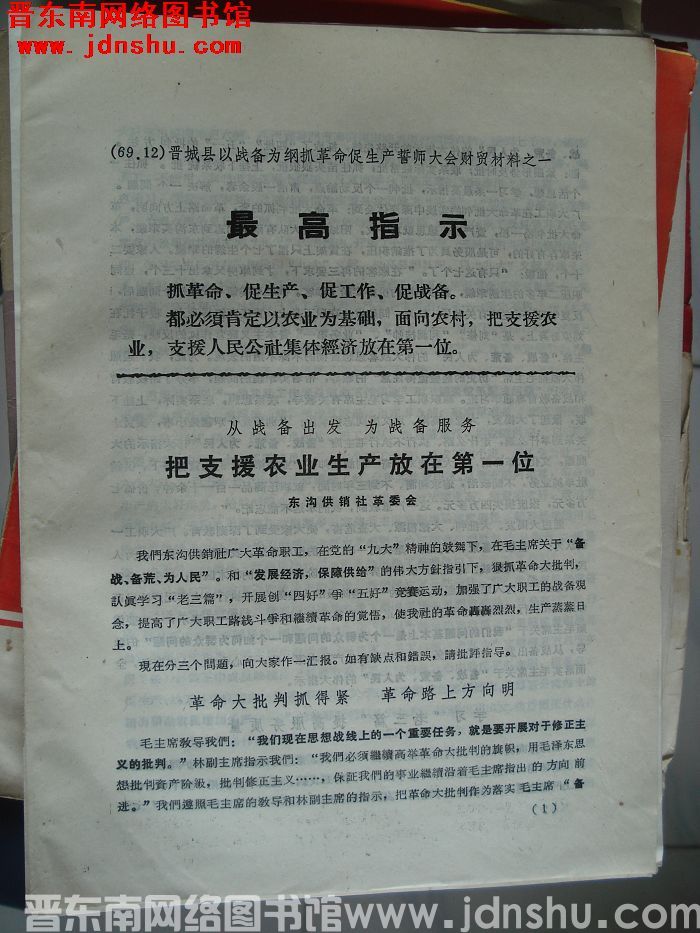 晋东南网络图书馆
www.jdnshu.com
(69.12)晋城县以战备为纲抓革命促生产誓师大会财贸材料之一
最高指示
抓革命、促生产、促工作、促战备。
都必須肯定以农业为基础，面向农村，把支援农
业，支援人民公社集体經济放在第一位。
从战备出发 为战备服务
把支援农业生产放在第一位
东沟供销社革委会
我們东沟供銷社广大革命职工，在党的“九大”精神的鼓舞下，在毛主席关于“备
战、备荒、为人民”。和“发展经济，保障供给”的伟大方針指引下，狠抓革命大批判，
认眞学习“老三篇”，开展创“四好”爭“五好”竞赛运动，加强了广大职工的战备观
念，提高了广大职工路綫斗爭和繼續革命的觉悟，使我社的革命轟轟烈烈，生产蒸蒸日
上。
現在分三个問題，向大家作一汇报。如有缺点和錯誤，請批評指导。
革命大批判抓得紧 革命路上方向明
毛主席教导我們：“我们现在思想战线上的一个重要任务，就是要开展对于修正主
义的批判。”林副主席指示我們：“我們必須繼續高举革命大批判的旗帜，用毛泽东思
想批判資产阶級，批判修正主义……，保证我們的事业繼續沿着毛主席指出的方向前
进。”我們遵照毛主席的教导和林副主席的指示，把革命大批判作为落实毛主席“备
(1)
晋东南网络图书馆 www.jdnshu.com